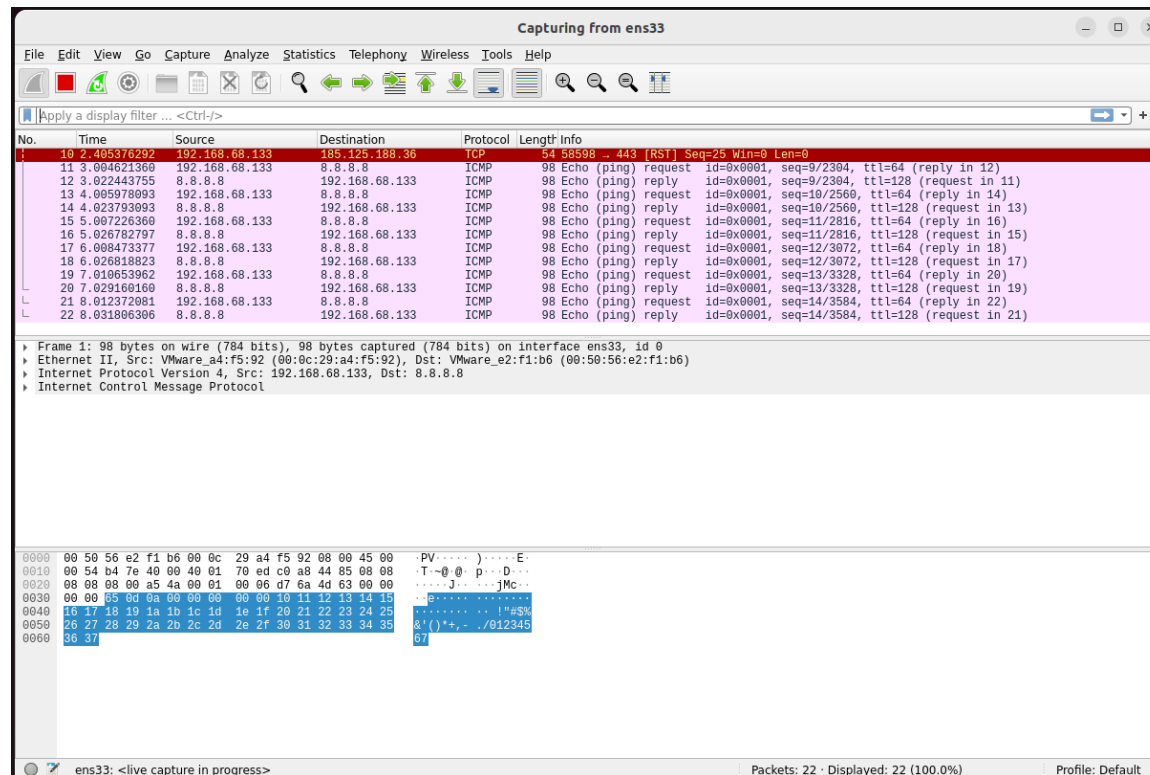 Capturing from ens33
File Edit View Go Capture Analyze Statistics Telephony Wireless Tools Help
Apply a display filter ... <Ctrl-/>
No. Time Source Destination Protocol Length Info
10 2.405376292 192.168.68.133 185.125.188.36 TCP 54 58598 → 443 [RST] Seq=25 Win=0 Len=0
11 3.004621360 192.168.68.133 8.8.8.8 ICMP 98 Echo (ping) request id=0x0001, seq=9/2304, ttl=64 (reply in 12)
12 3.022443755 8.8.8.8 192.168.68.133 ICMP 98 Echo (ping) reply id=0x0001, seq=9/2304, ttl=128 (request in 11)
13 4.005978093 192.168.68.133 8.8.8.8 ICMP 98 Echo (ping) request id=0x0001, seq=10/2560, ttl=64 (reply in 14)
14 4.023793093 8.8.8.8 192.168.68.133 ICMP 98 Echo (ping) reply id=0x0001, seq=10/2560, ttl=128 (request in 13)
15 5.007226360 192.168.68.133 8.8.8.8 ICMP 98 Echo (ping) request id=0x0001, seq=11/2816, ttl=64 (reply in 16)
16 5.026782797 8.8.8.8 192.168.68.133 ICMP 98 Echo (ping) reply id=0x0001, seq=11/2816, ttl=128 (request in 15)
17 6.008473377 192.168.68.133 8.8.8.8 ICMP 98 Echo (ping) request id=0x0001, seq=12/3072, ttl=64 (reply in 18)
18 6.026818823 8.8.8.8 192.168.68.133 ICMP 98 Echo (ping) reply id=0x0001, seq=12/3072, ttl=128 (request in 17)
19 7.010653962 192.168.68.133 8.8.8.8 ICMP 98 Echo (ping) request id=0x0001, seq=13/3328, ttl=64 (reply in 20)
20 7.029160160 8.8.8.8 192.168.68.133 ICMP 98 Echo (ping) reply id=0x0001, seq=13/3328, ttl=128 (request in 19)
21 8.012372081 192.168.68.133 8.8.8.8 ICMP 98 Echo (ping) request id=0x0001, seq=14/3584, ttl=64 (reply in 22)
22 8.031806306 8.8.8.8 192.168.68.133 ICMP 98 Echo (ping) reply id=0x0001, seq=14/3584, ttl=128 (request in 21)
Frame 1: 98 bytes on wire (784 bits), 98 bytes captured (784 bits) on interface ens33, id 0
Ethernet II, Src: VMware_a4:f5:92 (00:0c:29:a4:f5:92), Dst: VMware_e2:f1:b6 (00:50:56:e2:f1:b6)
Internet Protocol Version 4, Src: 192.168.68.133, Dst: 8.8.8.8
Internet Control Message Protocol
0000 00 50 56 e2 f1 b6 00 0c 29 a4 f5 92 08 00 45 00 ·PV····· )·····E·
0010 00 54 b4 7e 40 00 40 01 70 ed c0 a8 44 85 08 08 ·T·~@·@· p···D···
0020 08 08 08 00 a5 4a 00 01 00 06 d7 6a 4d 63 00 00 ·····J·· ···jMc··
0030 00 00 65 0d 0a 00 00 00 00 00 10 11 12 13 14 15 ··e····· ········
0040 16 17 18 19 1a 1b 1c 1d 1e 1f 20 21 22 23 24 25 ········ ·· !"#$%
0050 26 27 28 29 2a 2b 2c 2d 2e 2f 30 31 32 33 34 35 &'()*+,- ./012345
0060 36 37 67
ens33: <live capture in progress> Packets: 22 · Displayed: 22 (100.0%) Profile: Default